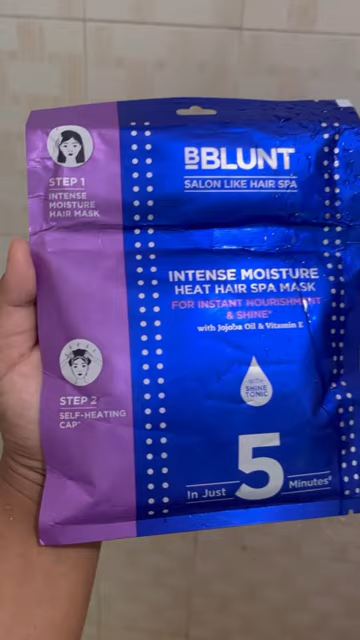 STEP 1
INTENSE
MOISTURE
HAIR MASK
STEP 2
SELF-HEATING
CAP*
BBLUNT
SALON LIKE HAIR SPA
INTENSE MOISTURE
HEAT HAIR SPA MASK
FOR INSTANT NOURISHMENT
& SHINE*
with Jojoba Oil & Vitamin E
WITH
SHINE
TONIC
In Just 5 Minutes#